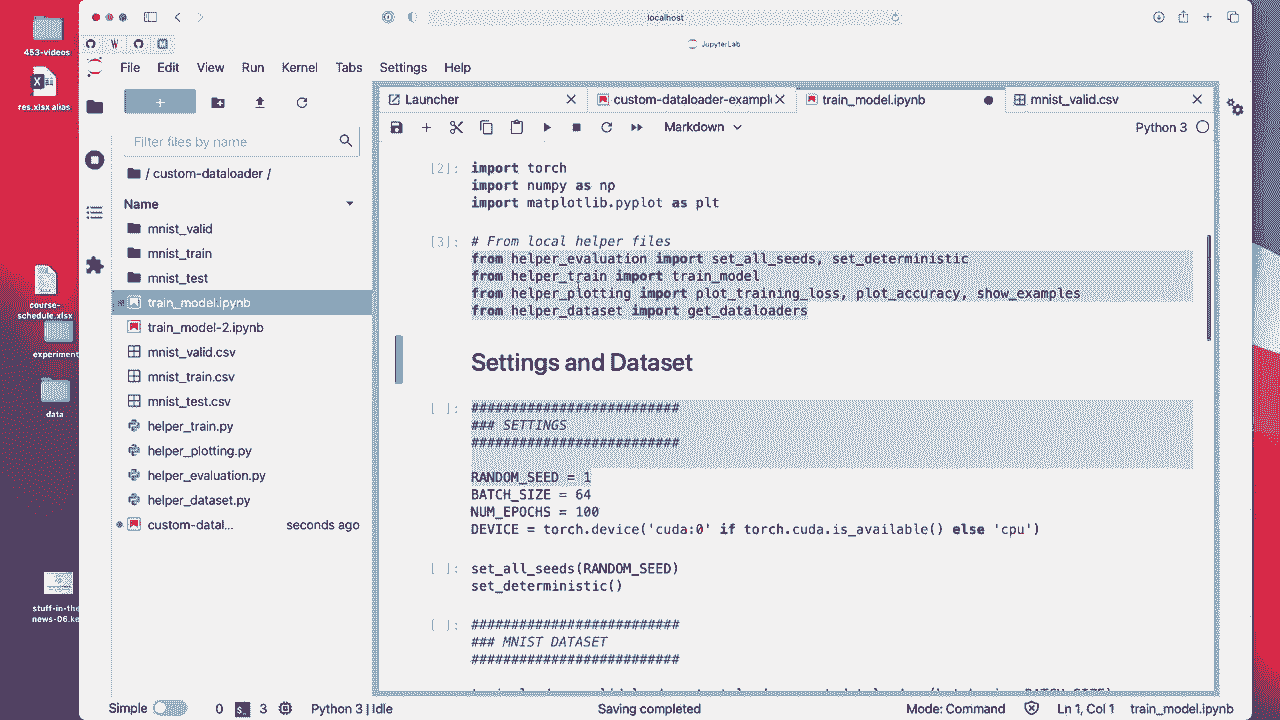 localhost
JupyterLab
453-videos
res.xlsx alias
course-schedule.xlsx
experiment
data
stuff-in-the
news-06.ke
File Edit View Run Kernel Tabs Settings Help
+
Filter files by name
/ custom-dataloader /
Name
mnist_valid
mnist_train
mnist_test
train_model.ipynb
train_model-2.ipynb
mnist_valid.csv
mnist_train.csv
mnist_test.csv
helper_train.py
helper_plotting.py
helper_evaluation.py
helper_dataset.py
custom-datal... seconds ago
Launcher custom-dataloader-example train_model.ipynb mnist_valid.csv
Markdown Python 3
[2]: import torch
import numpy as np
import matplotlib.pyplot as plt
[3]: # From local helper files
from helper_evaluation import set_all_seeds, set_deterministic
from helper_train import train_model
from helper_plotting import plot_training_loss, plot_accuracy, show_examples
from helper_dataset import get_dataloaders
Settings and Dataset
[ ]: ##########################
### SETTINGS
##########################
RANDOM_SEED = 1
BATCH_SIZE = 64
NUM_EPOCHS = 100
DEVICE = torch.device('cuda:0' if torch.cuda.is_available() else 'cpu')
[ ]: set_all_seeds(RANDOM_SEED)
set_deterministic()
[ ]: ##########################
### MNIST DATASET
##########################
Simple 0 s_ 3 Python 3 | Idle Saving completed Mode: Command Ln 1, Col 1 train_model.ipynb